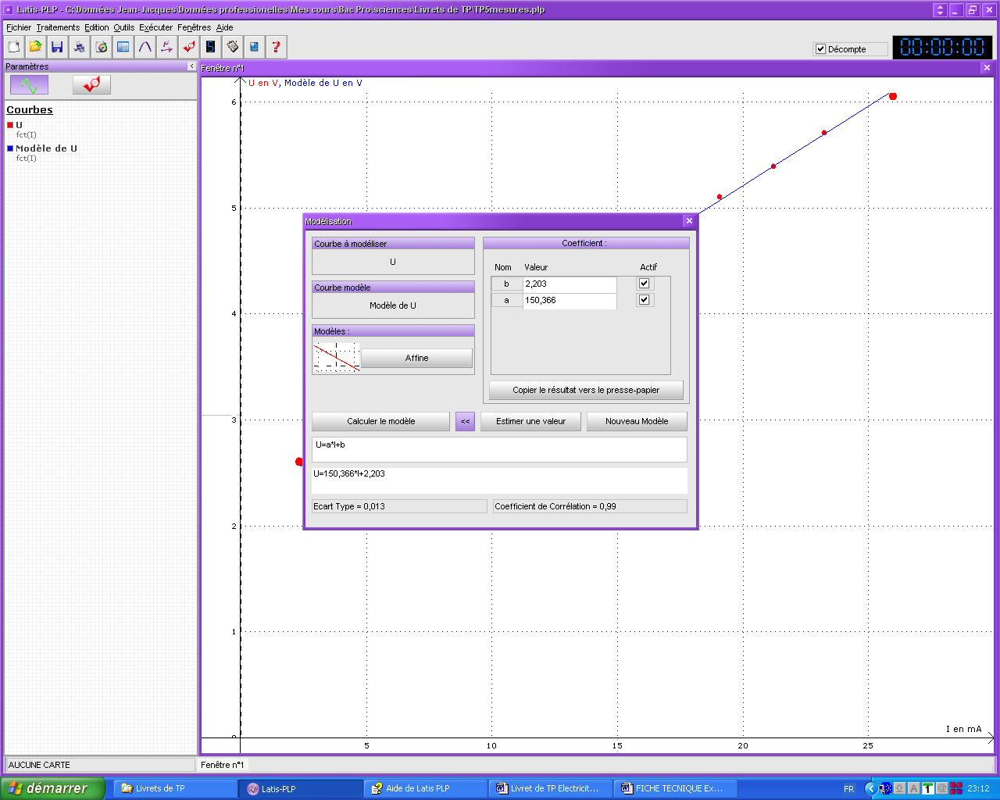 Latis-PLP - C:\Données Jean-Jacques\Données professionelles\Mes cours\Bac Pro\sciences\Livrets de TP\TP5mesures.plp
Fichier Traitements Edition Outils Exécuter Fenêtres Aide
Décompte 00:00:00
Paramètres
Fenêtre n°1
U en V, Modèle de U en V
Courbes
U
fct(I)
Modèle de U
fct(I)
6
5
4
3
2
1
0
5 10 15 20 25
I en mA
Modélisation
Courbe à modéliser
U
Courbe modèle
Modèle de U
Modèles :
Affine
Coefficient :
Nom Valeur Actif
b 2,203
a 150,366
Copier le résultat vers le presse-papier
Calculer le modèle << Estimer une valeur Nouveau Modèle
U=a*I+b
U=150,366*I+2,203
Ecart Type = 0,013 Coefficient de Corrélation = 0,99
AUCUNE CARTE
Fenêtre n°1
démarrer Livrets de TP Latis-PLP Aide de Latis PLP Livret de TP Electricit... FICHE TECHNIQUE Ex... FR 23:12